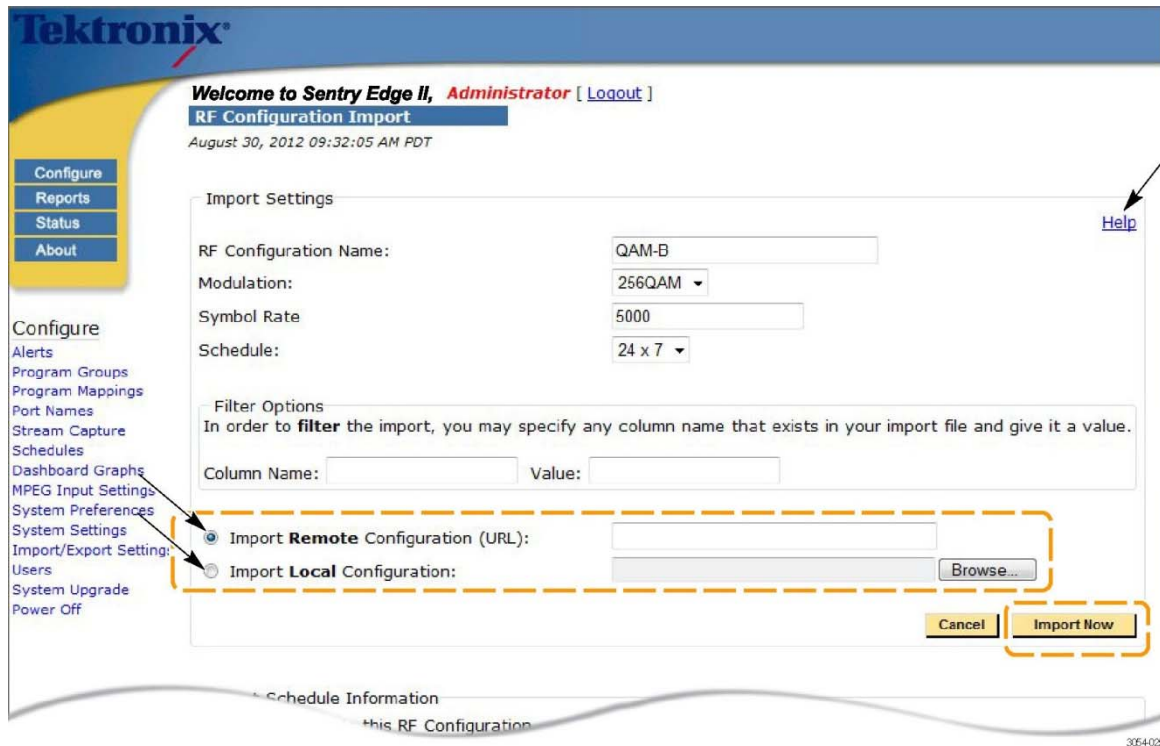 Tektronix®
Welcome to Sentry Edge II, Administrator [ Logout ]
RF Configuration Import
August 30, 2012 09:32:05 AM PDT
Configure
Reports
Status
About
Configure
Alerts
Program Groups
Program Mappings
Port Names
Stream Capture
Schedules
Dashboard Graphs
MPEG Input Settings
System Preferences
System Settings
Import/Export Setting
Users
System Upgrade
Power Off
Import Settings
Help
RF Configuration Name: QAM-B
Modulation: 256QAM
Symbol Rate 5000
Schedule: 24 x 7
Filter Options
In order to filter the import, you may specify any column name that exists in your import file and give it a value.
Column Name: Value:
Import Remote Configuration (URL):
Import Local Configuration: Browse...
Cancel Import Now
Schedule Information
this RF Configuration